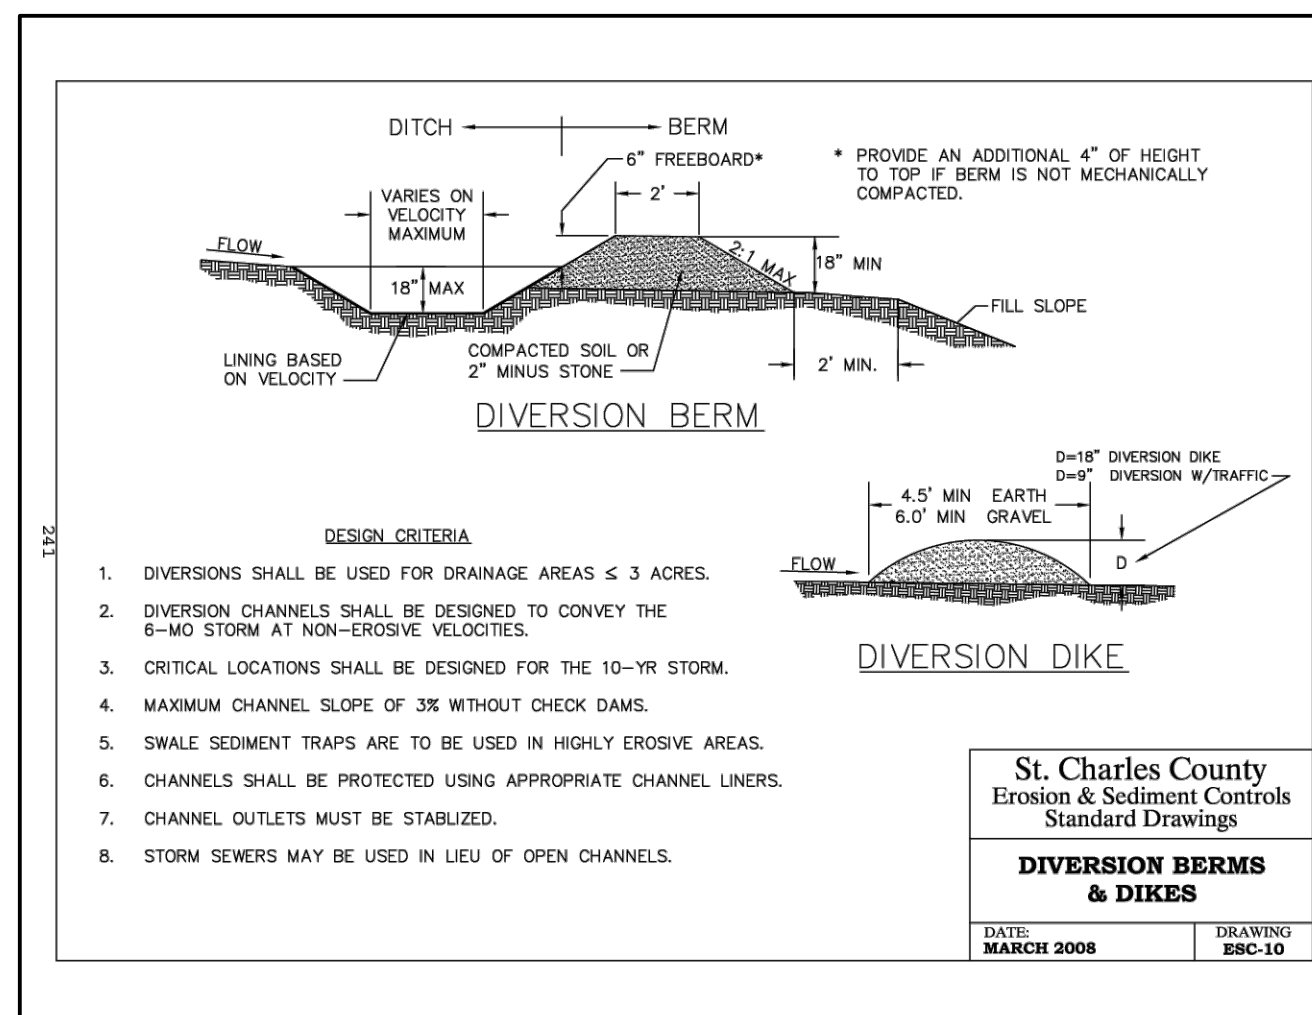 DITCH
BERM
6" FREEBOARD*
* PROVIDE AN ADDITIONAL 4" OF HEIGHT
TO TOP IF BERM IS NOT MECHANICALLY
COMPACTED.
VARIES ON
VELOCITY
MAXIMUM
2'
FLOW
2:1 MAX
18" MIN
18" MAX
FILL SLOPE
LINING BASED
ON VELOCITY
COMPACTED SOIL OR
2" MINUS STONE
2' MIN.
DIVERSION BERM
D=18" DIVERSION DIKE
D=9" DIVERSION W/TRAFFIC
4.5' MIN EARTH
6.0' MIN GRAVEL
FLOW
D
DIVERSION DIKE
241
DESIGN CRITERIA
1. DIVERSIONS SHALL BE USED FOR DRAINAGE AREAS ≤ 3 ACRES.
2. DIVERSION CHANNELS SHALL BE DESIGNED TO CONVEY THE
6-MO STORM AT NON-EROSIVE VELOCITIES.
3. CRITICAL LOCATIONS SHALL BE DESIGNED FOR THE 10-YR STORM.
4. MAXIMUM CHANNEL SLOPE OF 3% WITHOUT CHECK DAMS.
5. SWALE SEDIMENT TRAPS ARE TO BE USED IN HIGHLY EROSIVE AREAS.
6. CHANNELS SHALL BE PROTECTED USING APPROPRIATE CHANNEL LINERS.
7. CHANNEL OUTLETS MUST BE STABLIZED.
8. STORM SEWERS MAY BE USED IN LIEU OF OPEN CHANNELS.
St. Charles County
Erosion & Sediment Controls
Standard Drawings
DIVERSION BERMS
& DIKES
DATE:
MARCH 2008
DRAWING
ESC-10